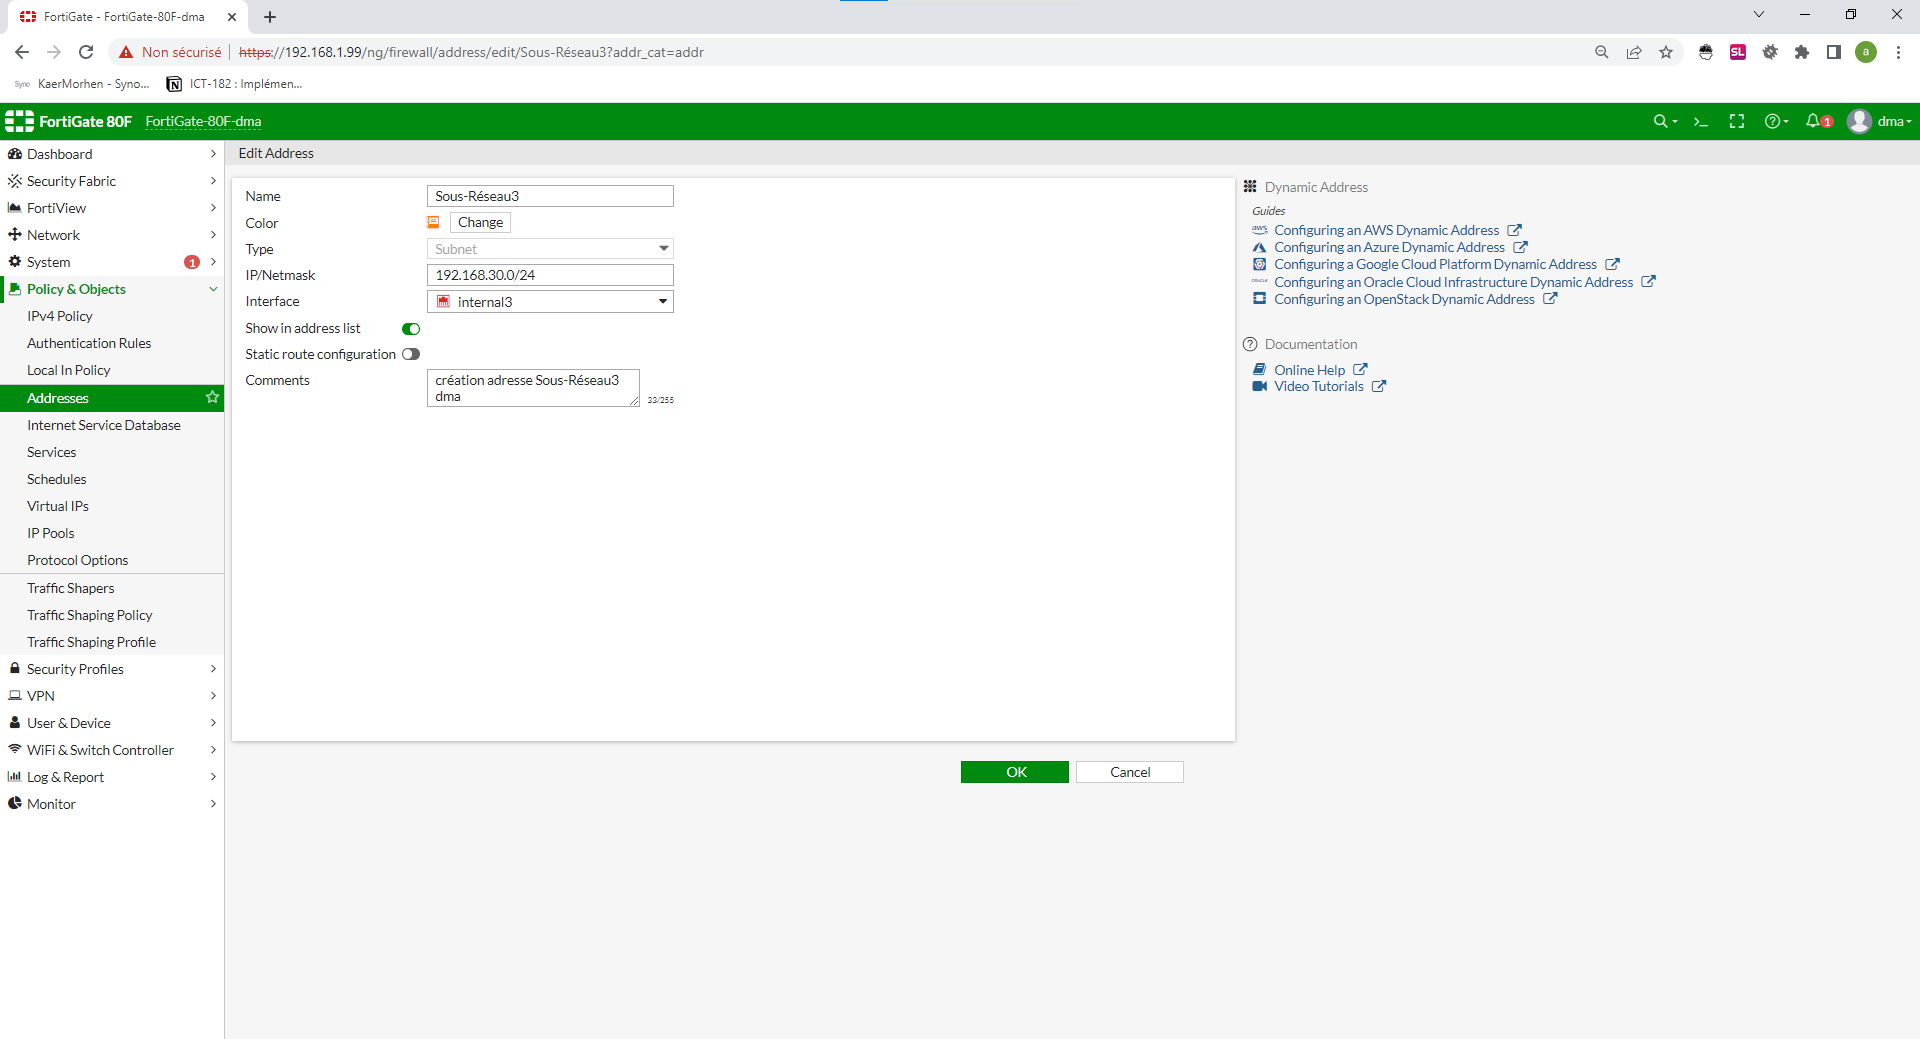 FortiGate - FortiGate-80F-dma
Non sécurisé
https://192.168.1.99/ng/firewall/address/edit/Sous-Réseau3?addr_cat=addr
SL
a
Sync KaerMorhen - Syno...
ICT-182 : Implémen...
FortiGate 80F
FortiGate-80F-dma
1
dma
Dashboard
Security Fabric
FortiView
Network
System
1
Policy & Objects
IPv4 Policy
Authentication Rules
Local In Policy
Addresses
Internet Service Database
Services
Schedules
Virtual IPs
IP Pools
Protocol Options
Traffic Shapers
Traffic Shaping Policy
Traffic Shaping Profile
Security Profiles
VPN
User & Device
WiFi & Switch Controller
Log & Report
Monitor
Edit Address
Name
Sous-Réseau3
Color
Change
Type
Subnet
IP/Netmask
192.168.30.0/24
Interface
internal3
Show in address list
Static route configuration
Comments
création adresse Sous-Réseau3
dma
33/255
OK
Cancel
Dynamic Address
Guides
aws Configuring an AWS Dynamic Address
Configuring an Azure Dynamic Address
Configuring a Google Cloud Platform Dynamic Address
ORACLE Configuring an Oracle Cloud Infrastructure Dynamic Address
Configuring an OpenStack Dynamic Address
Documentation
Online Help
Video Tutorials